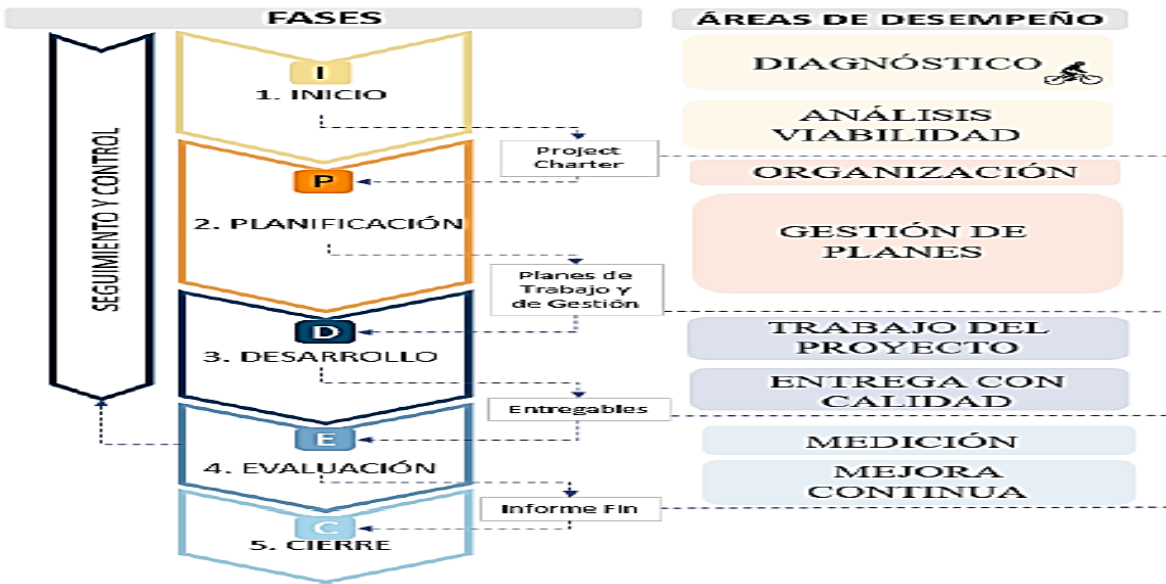 FASES
ÁREAS DE DESEMPEÑO
SEGUIMIENTO Y CONTROL
I
1. INICIO
Project
Charter
P
2. PLANIFICACIÓN
Planes de
Trabajo y
de Gestión
D
3. DESARROLLO
Entregables
E
4. EVALUACIÓN
Informe Fin
C
5. CIERRE
DIAGNÓSTICO
ANÁLISIS
VIABILIDAD
ORGANIZACIÓN
GESTIÓN DE
PLANES
TRABAJO DEL
PROYECTO
ENTREGA CON
CALIDAD
MEDICIÓN
MEJORA
CONTINUA